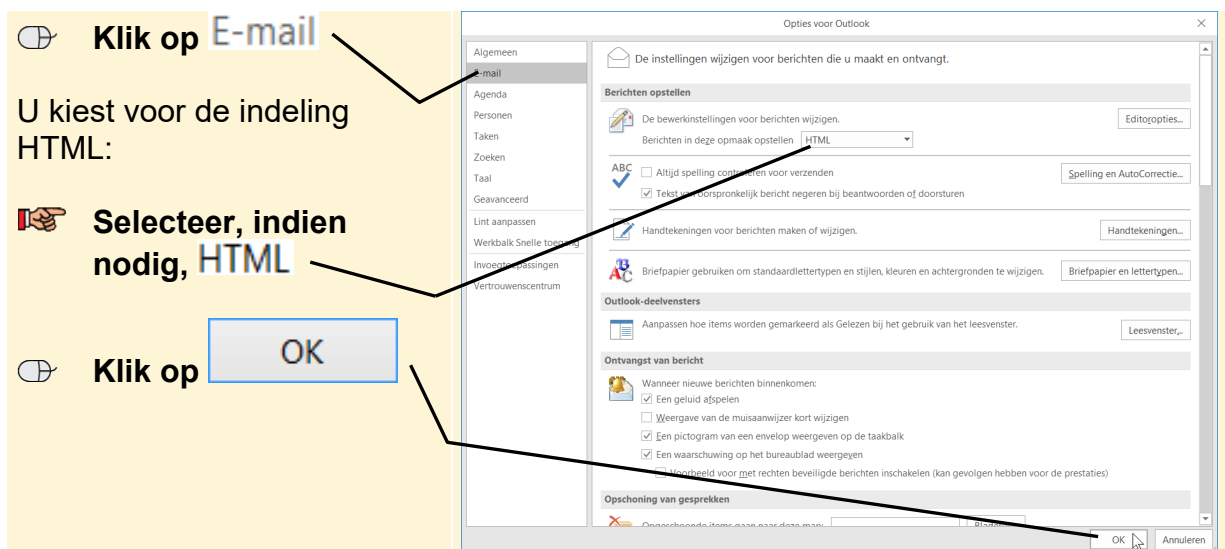 Klik op E-mail
U kiest voor de indeling
HTML:
Selecteer, indien
nodig, HTML
Klik op OK
Opties voor Outlook
Algemeen
E-mail
Agenda
Personen
Taken
Zoeken
Taal
Geavanceerd
Lint aanpassen
Werkbalk Snelle toegang
Invoegtoepassingen
Vertrouwenscentrum
De instellingen wijzigen voor berichten die u maakt en ontvangt.
Berichten opstellen
De bewerkinstellingen voor berichten wijzigen.
Editoropties...
Berichten in deze opmaak opstellen HTML
ABC
Altijd spelling controleren voor verzenden
Spelling en AutoCorrectie...
Tekst van oorspronkelijk bericht negeren bij beantwoorden of doorsturen
Handtekeningen voor berichten maken of wijzigen.
Handtekeningen...
Briefpapier gebruiken om standaardlettertypen en stijlen, kleuren en achtergronden te wijzigen.
Briefpapier en lettertypen...
Outlook-deelvensters
Aanpassen hoe items worden gemarkeerd als Gelezen bij het gebruik van het leesvenster.
Leesvenster...
Ontvangst van bericht
Wanneer nieuwe berichten binnenkomen:
Een geluid afspelen
Weergave van de muisaanwijzer kort wijzigen
Een pictogram van een envelop weergeven op de taakbalk
Een waarschuwing op het bureaublad weergeven
Voorbeeld voor met rechten beveiligde berichten inschakelen (kan gevolgen hebben voor de prestaties)
Opschoning van gesprekken
Opgeschoonde items gaan naar deze map:
OK
Annuleren